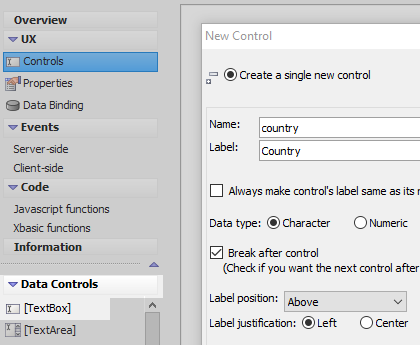 Overview
UX
Controls
Properties
Data Binding
Events
Server-side
Client-side
Code
Javascript functions
Xbasic functions
Information
Data Controls
[TextBox]
[TextArea]
New Control
Create a single new control
Name: country
Label: Country
Always make control's label same as its
Data type: Character Numeric
Break after control
(Check if you want the next control after
Label position: Above
Label justification: Left Center